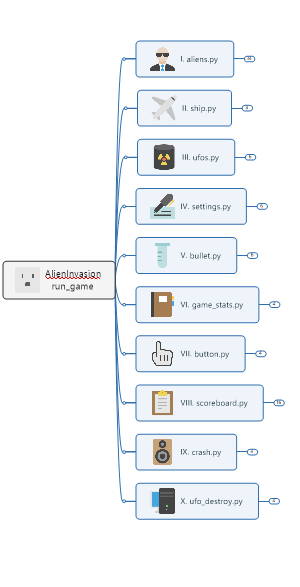 I. aliens.py
II. ship.py
III. ufos.py
IV. settings.py
AlienInvasion
run_game
V. bullet.py
VI. game_stats.py
VII. button.py
VIII. scoreboard.py
IX. crash.py
X. ufo_destroy.py